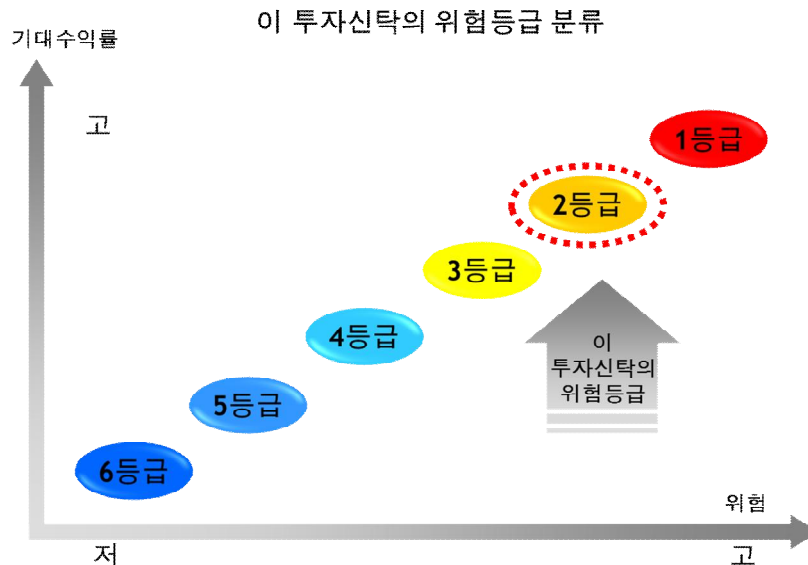 이 투자신탁의 위험등급 분류
기대수익률
고
1등급
2등급
3등급
4등급
이
투자신탁의
위험등급
5등급
6등급
위험
저
고